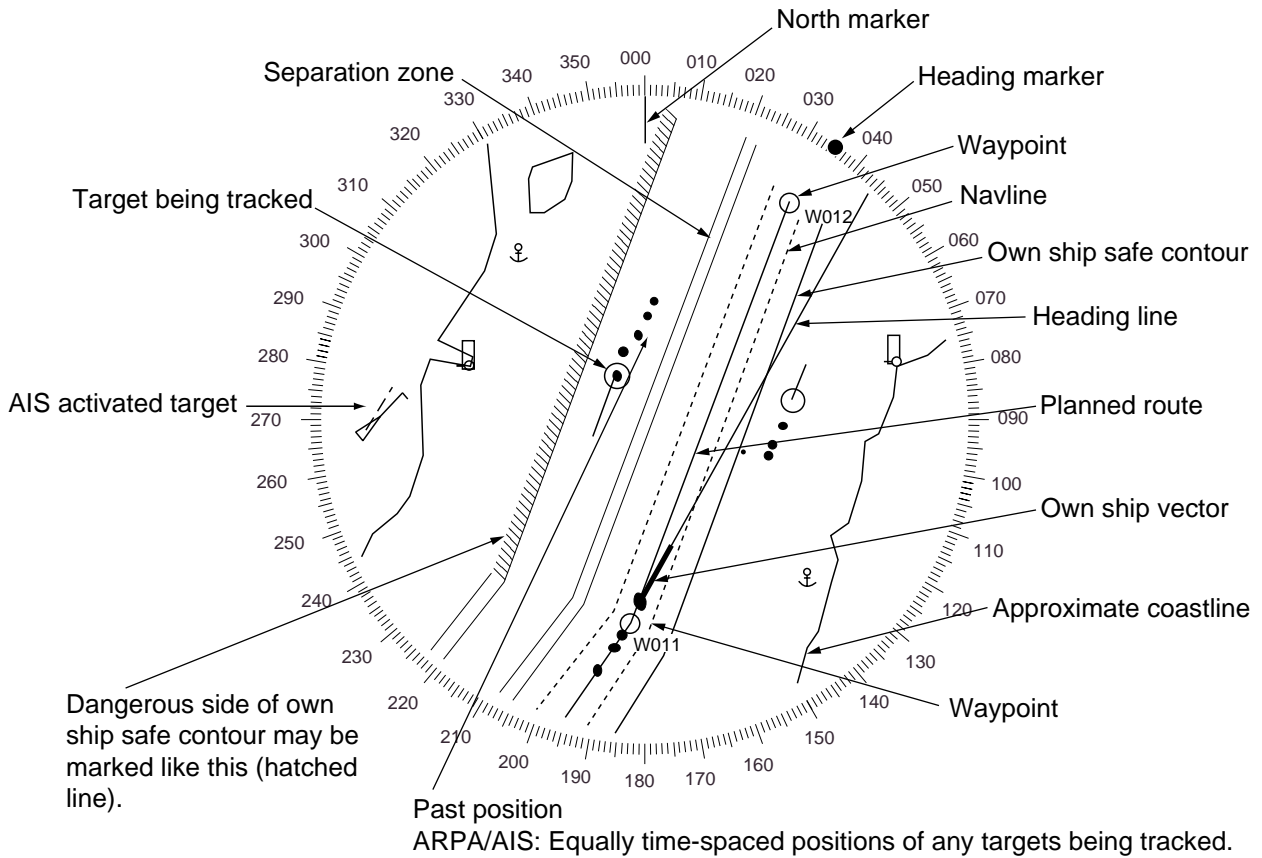 North marker
Separation zone
Heading marker
Waypoint
Navline
Target being tracked
Own ship safe contour
Heading line
AIS activated target
Planned route
Own ship vector
Approximate coastline
Waypoint
Dangerous side of own
ship safe contour may be
marked like this (hatched
line).
Past position
ARPA/AIS: Equally time-spaced positions of any targets being tracked.
000
010
020
030
040
050
060
070
080
090
100
110
120
130
140
150
160
170
180
190
200
210
220
230
240
250
260
270
280
290
300
310
320
330
340
350
W012
W011